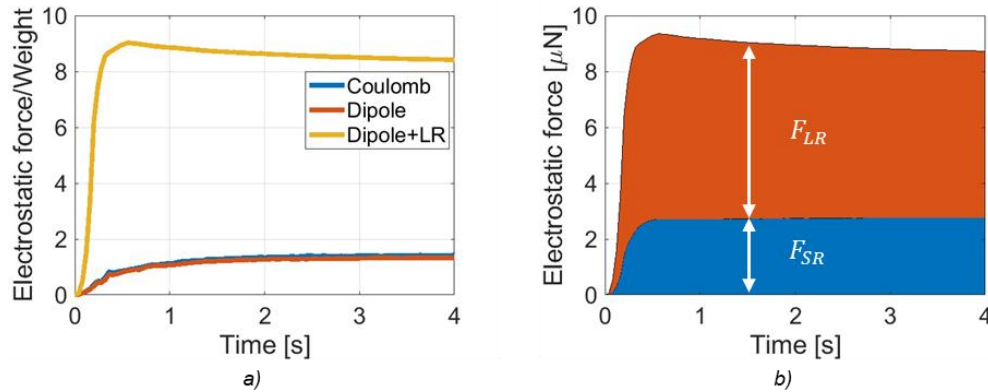 Electrostatic force/Weight
10
8
6
4
2
0
0 1 2 3 4
Time [s]
Coulomb
Dipole
Dipole+LR
a)
Electrostatic force [μN]
10
8
6
4
2
0
0 1 2 3 4
Time [s]
F_LR
F_SR
b)